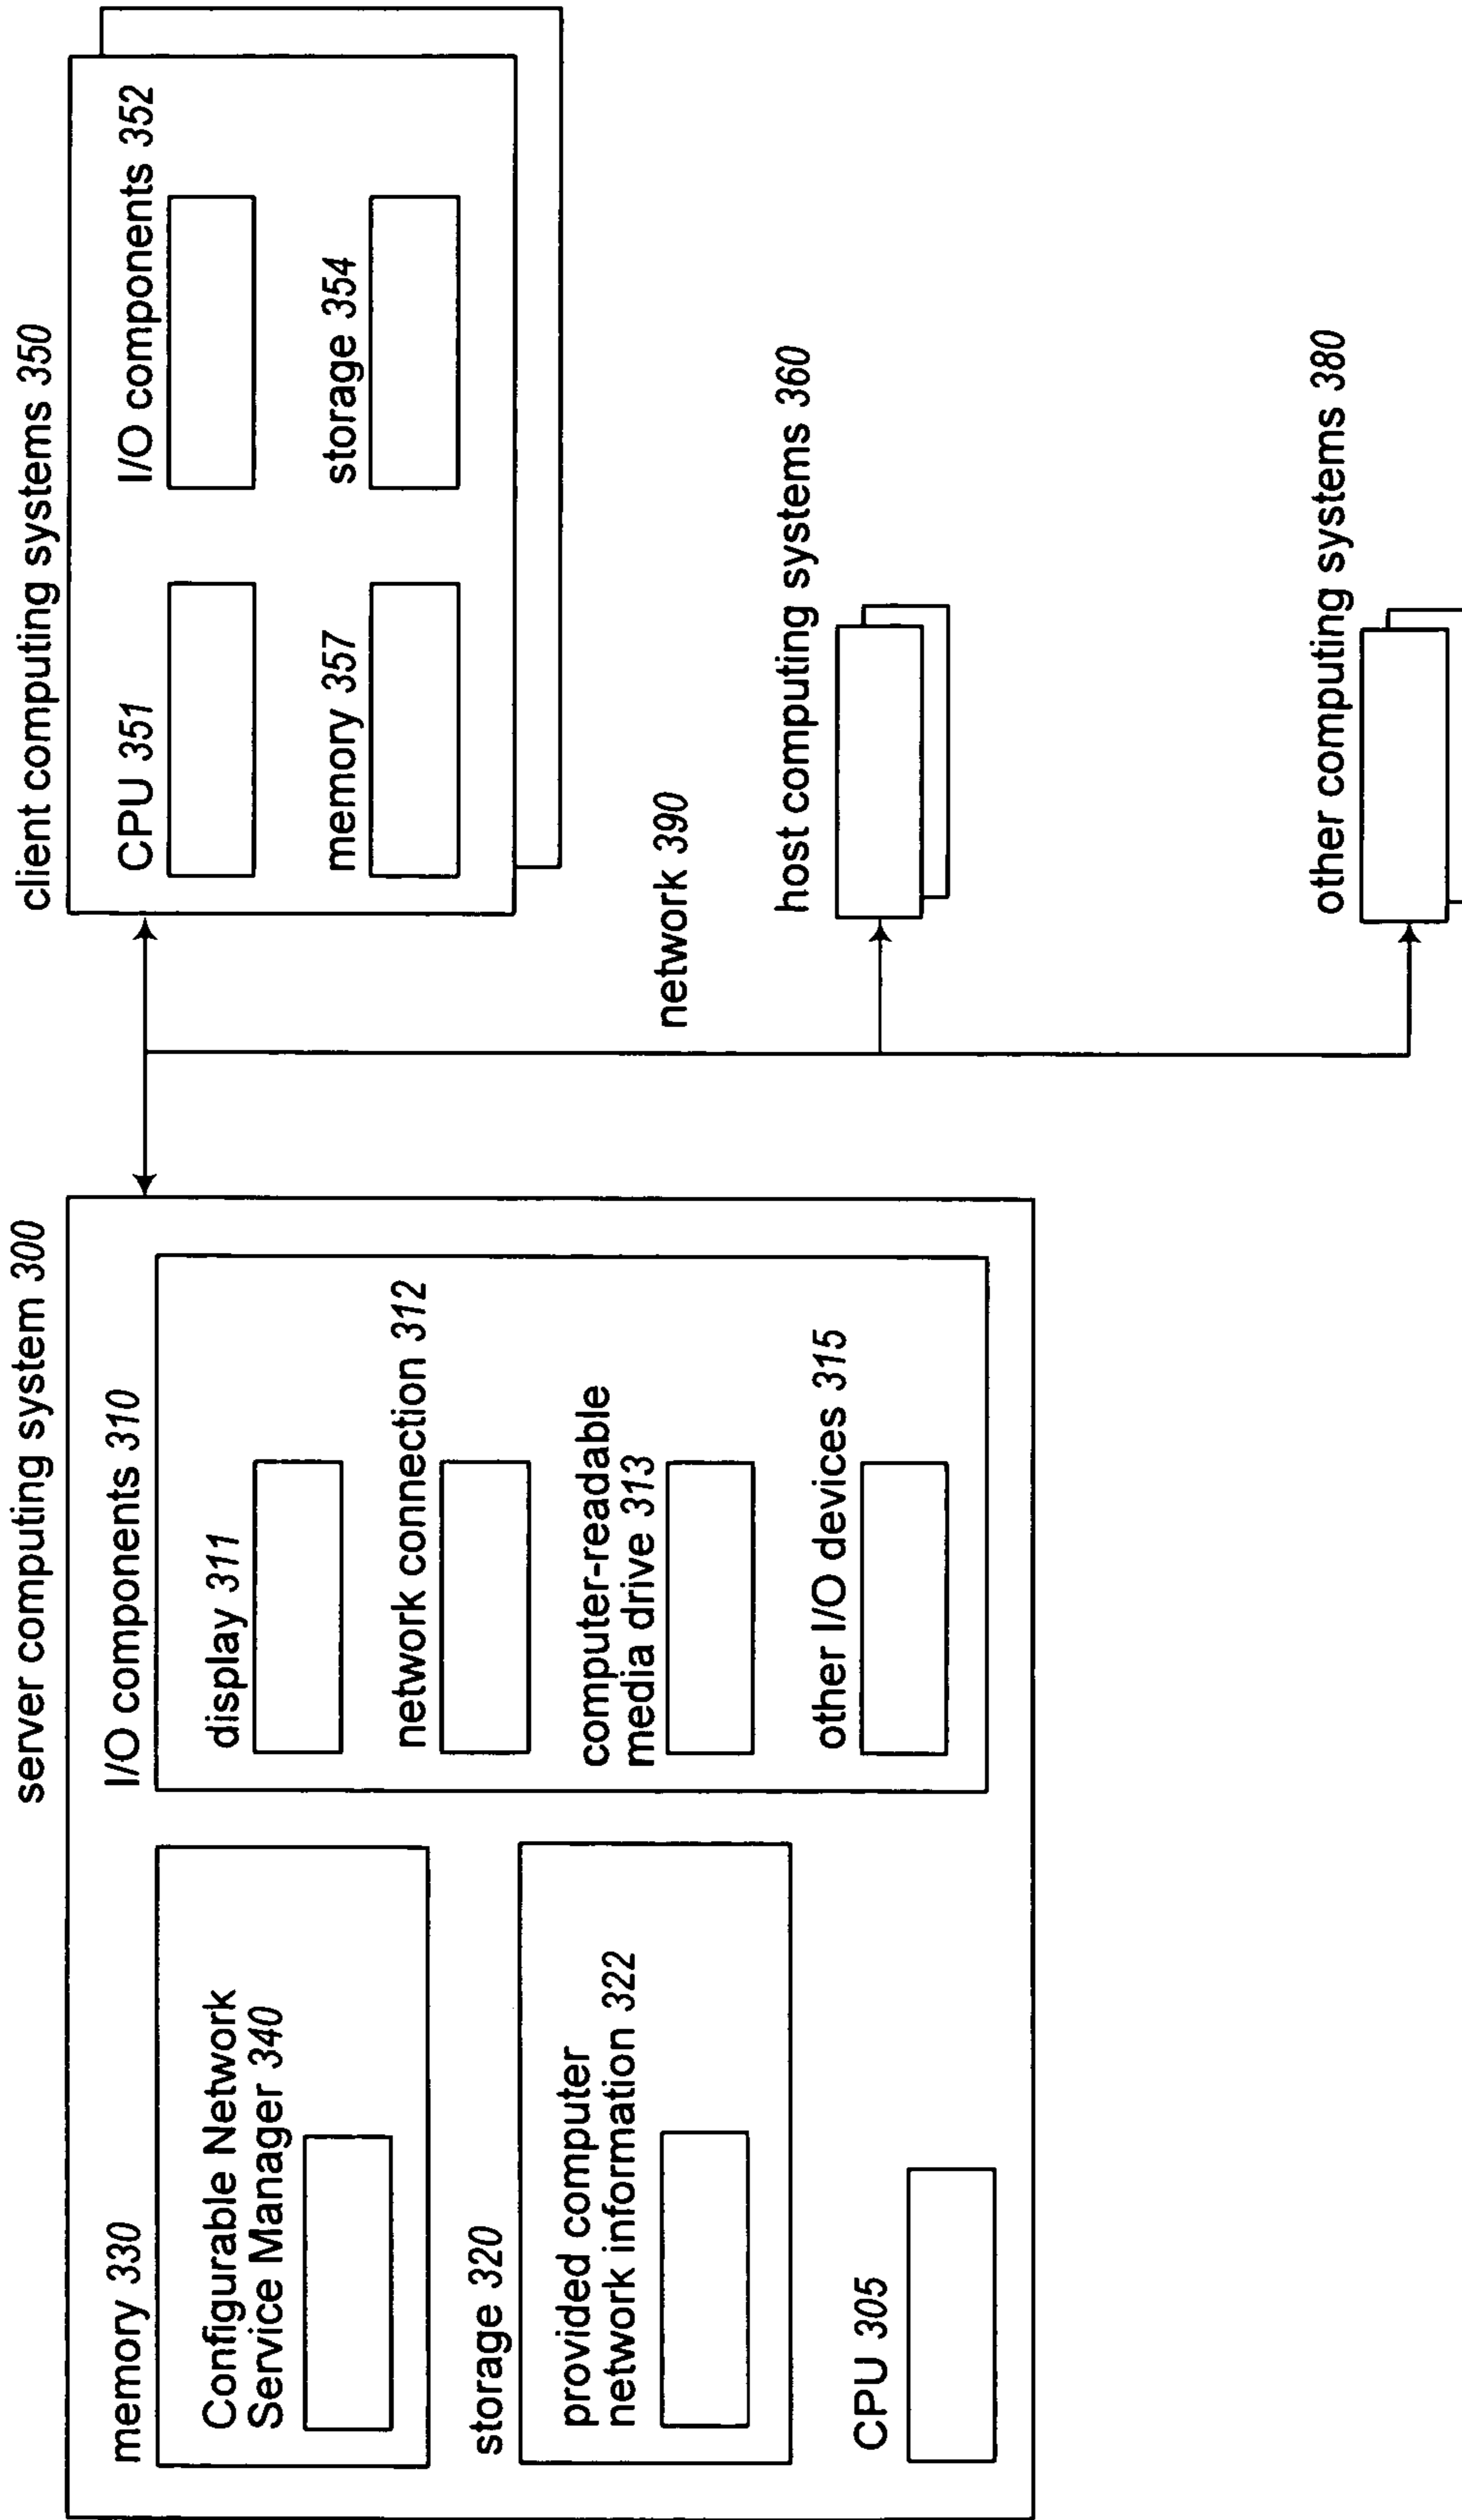 server computing system 300
memory 330
Configurable Network
Service Manager 340
storage 320
provided computer
network information 322
CPU 305
I/O components 310
display 311
network connection 312
computer-readable
media drive 313
other I/O devices 315
client computing systems 350
CPU 351
I/O components 352
memory 357
storage 354
network 390
host computing systems 360
other computing systems 380